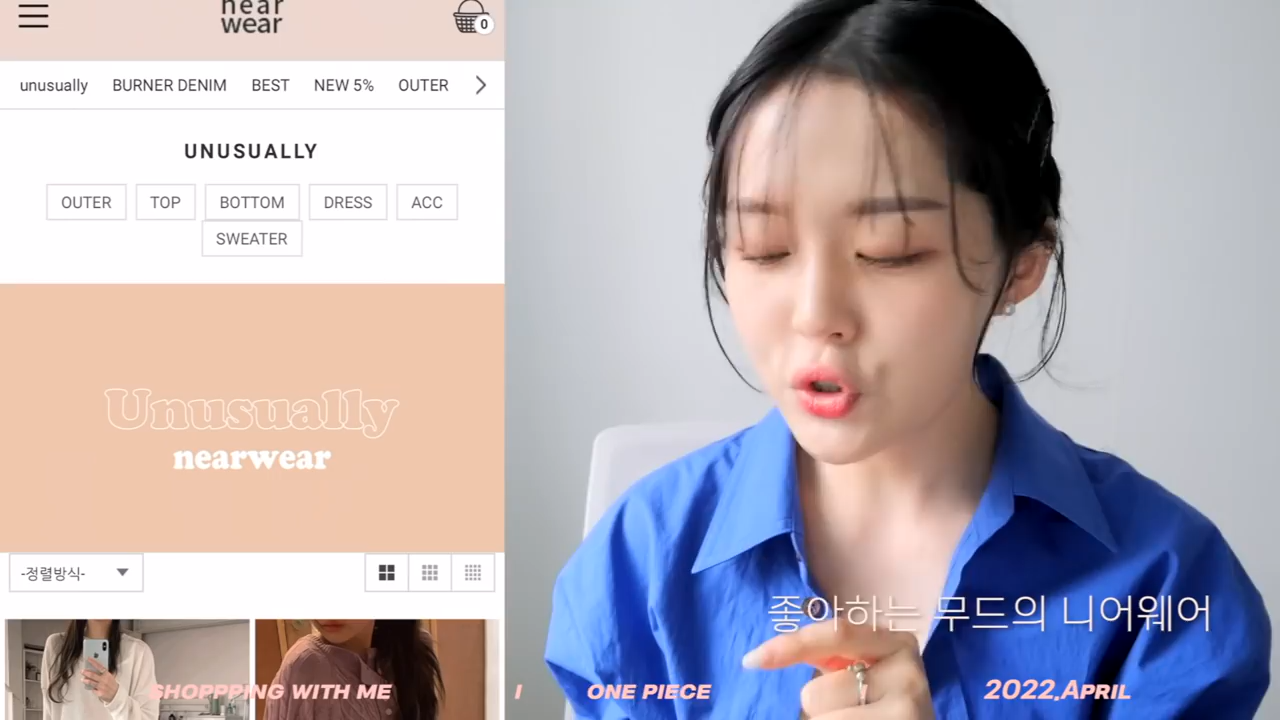 near
wear
0
unusually BURNER DENIM BEST NEW 5% OUTER
UNUSUALLY
OUTER TOP BOTTOM DRESS ACC
SWEATER
Unusually
nearwear
-정렬방식-
좋아하는 무드의 니어웨어
SHOPPPING WITH ME I ONE PIECE I 2022.APRIL